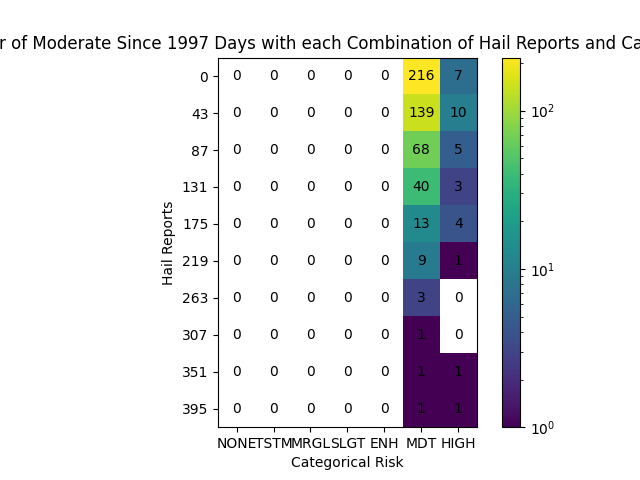 r of Moderate Since 1997 Days with each Combination of Hail Reports and Ca
0 0 0 0 0 0 216 7
43 0 0 0 0 0 139 10
87 0 0 0 0 0 68 5
131 0 0 0 0 0 40 3
175 0 0 0 0 0 13 4
219 0 0 0 0 0 9 1
263 0 0 0 0 0 3 0
307 0 0 0 0 0 1 0
351 0 0 0 0 0 1 1
395 0 0 0 0 0 1 1
NONE TSTM MRGL SLGT ENH MDT HIGH
Categorical Risk
Hail Reports
10²
10¹
10⁰